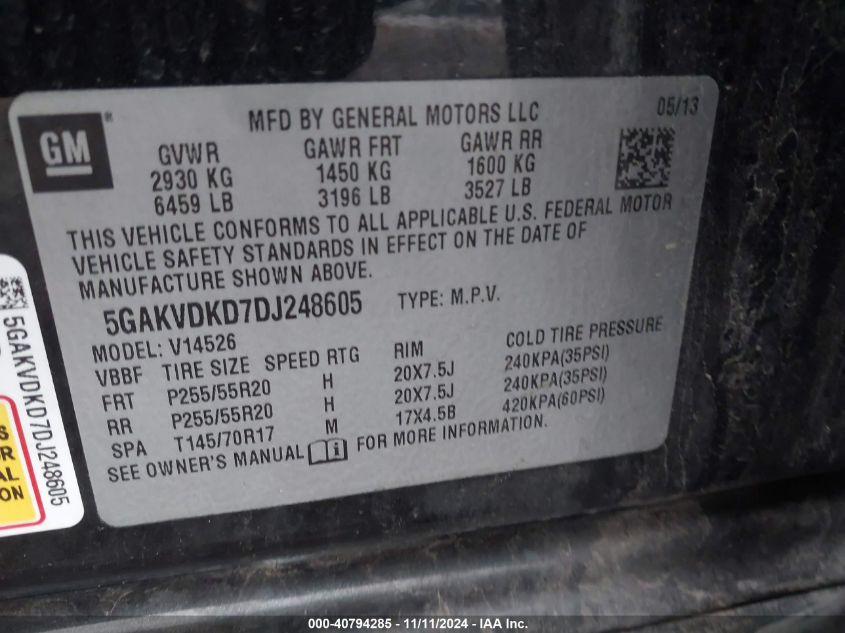 MFD BY GENERAL MOTORS LLC 05/13
GM ®
GVWR GAWR FRT GAWR RR
2930 KG 1450 KG 1600 KG
6459 LB 3196 LB 3527 LB
THIS VEHICLE CONFORMS TO ALL APPLICABLE U.S. FEDERAL MOTOR
VEHICLE SAFETY STANDARDS IN EFFECT ON THE DATE OF
MANUFACTURE SHOWN ABOVE.
5GAKVDKD7DJ248605 TYPE: M.P.V.
MODEL: V14526
VBBF TIRE SIZE SPEED RTG RIM COLD TIRE PRESSURE
FRT P255/55R20 H 20X7.5J 240KPA(35PSI)
RR P255/55R20 H 20X7.5J 240KPA(35PSI)
SPA T145/70R17 M 17X4.5B 420KPA(60PSI)
SEE OWNER'S MANUAL i FOR MORE INFORMATION.
5GAKVDKD7DJ248605
S
R
AL
ON
000-40794285 - 11/11/2024 - IAA Inc.